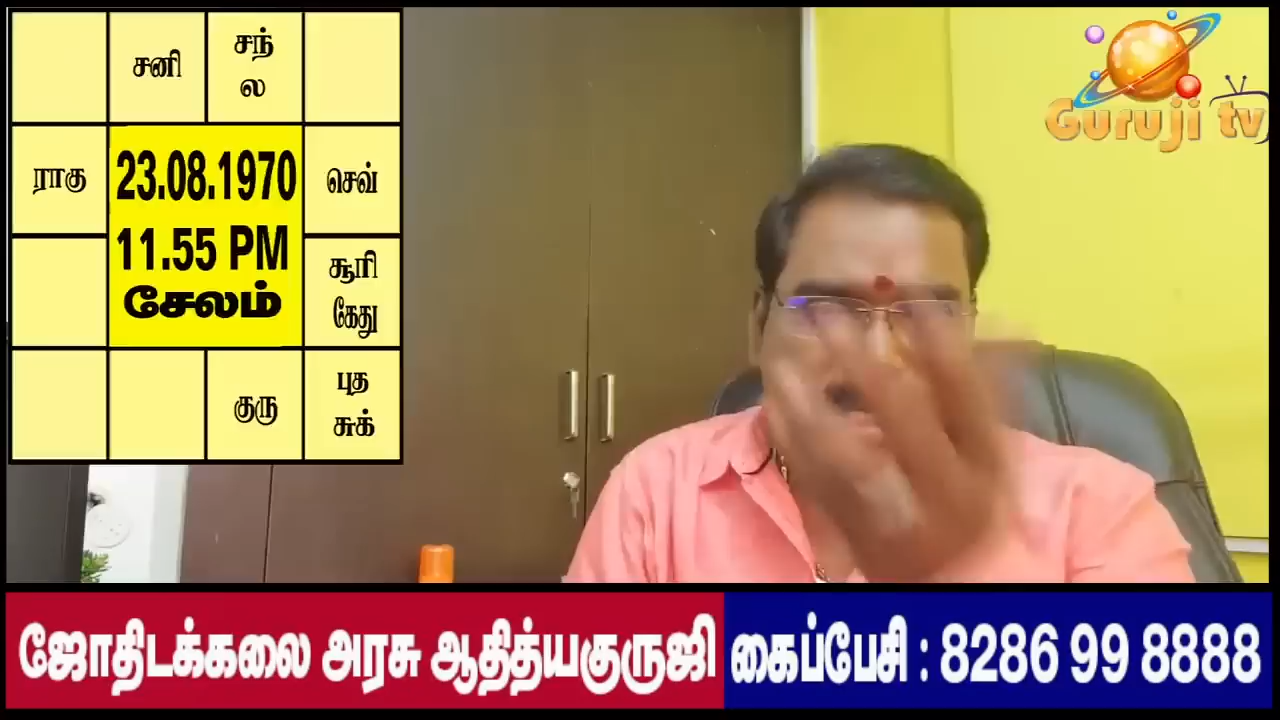 சனி
சந்
ல
ராகு
23.08.1970
11.55 PM
சேலம்
செவ்
சூரி
கேது
குரு
புத
சுக்
Guruji tv
ஜோதிடக்கலை அரசு ஆதித்யகுருஜி
கைப்பேசி : 8286 99 8888